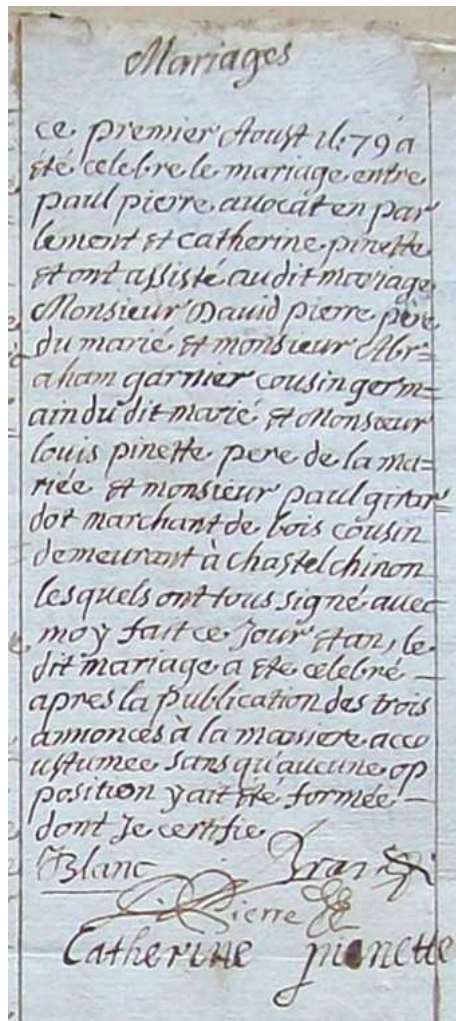 Mariages
ce premier Aoust 1679 a
été celebré le mariage entre
paul pierre avocat en par
lement et catherine pinette
et ont assisté audit mariage
Monsieur David pierre père
du marié et monsieur Abr=
aham garnier cousin germ=
ain du dit marié et Monsieur
louis pinette pere de la ma=
riée et monsieur paul girar=
dot marchant de bois cousin
demeurant à chastelchinon
lesquels ont tous signé avec
moy fait ce Jour et an, le
dit mariage a eté celebré —
apres la publication des trois
annonces à la maniere acco
ustumée sans qu'aucune op
position y ait eté formée —
dont Je certifie
Blanc
Pierre
Catherine pinette